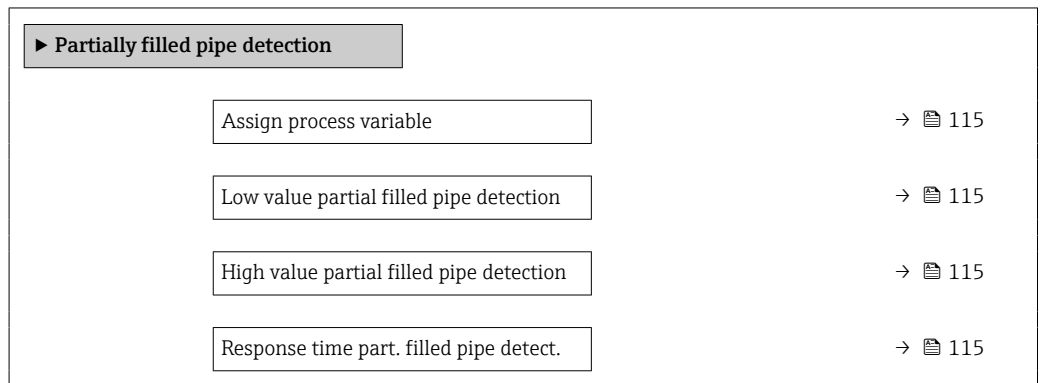 ▶ Partially filled pipe detection
Assign process variable → 115
Low value partial filled pipe detection → 115
High value partial filled pipe detection → 115
Response time part. filled pipe detect. → 115